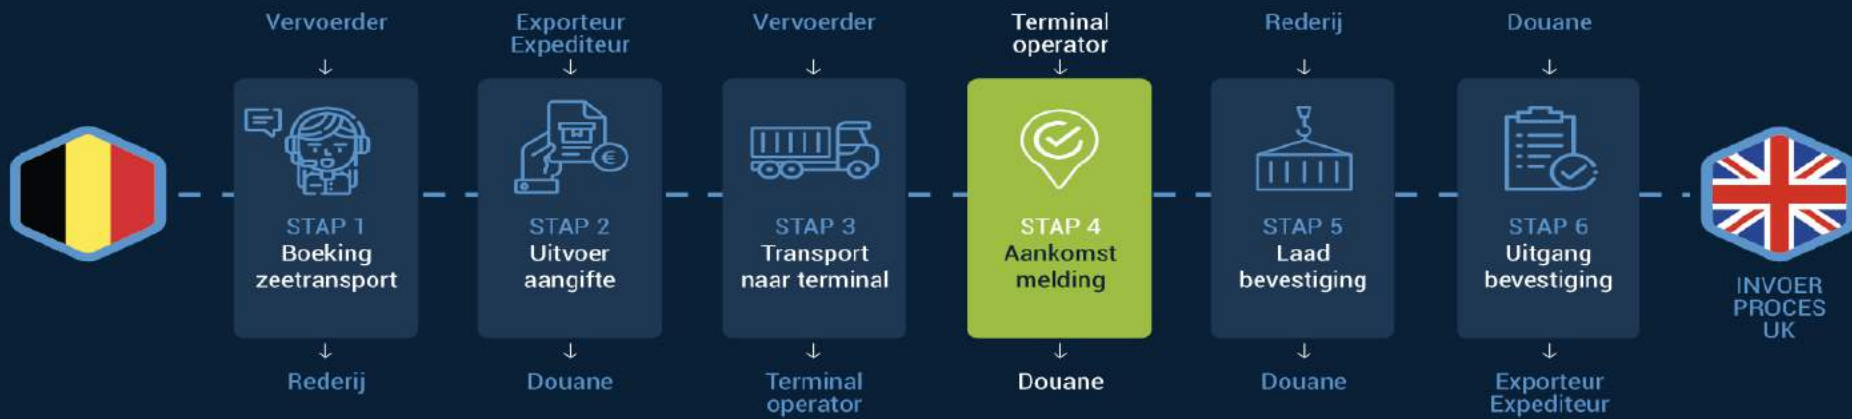 Vervoerder
Exporteur
Expediteur
Vervoerder
Terminal
operator
Rederij
Douane
STAP 1
Boeking
zeetransport
STAP 2
Uitvoer
aangifte
€
STAP 3
Transport
naar terminal
STAP 4
Aankomst
melding
STAP 5
Laad
bevestiging
STAP 6
Uitgang
bevestiging
INVOER
PROCES
UK
Rederij
Douane
Terminal
operator
Douane
Douane
Exporteur
Expediteur